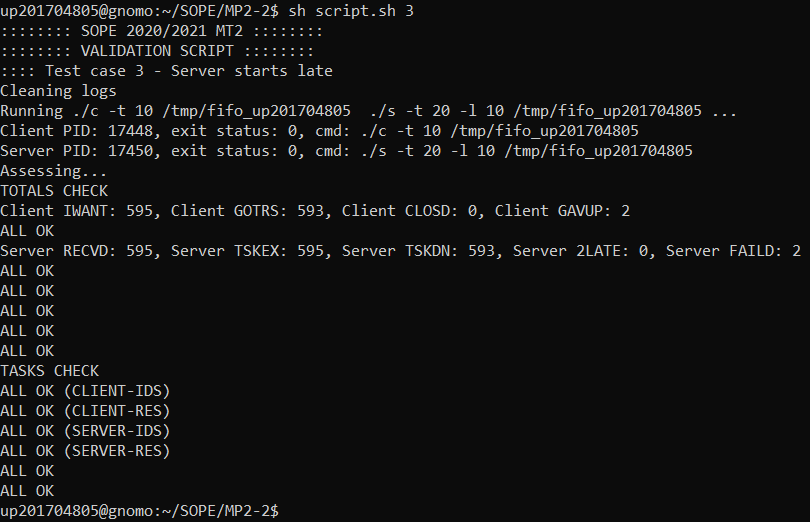 up201704805@gnomo:~/SOPE/MP2-2$ sh script.sh 3
:::::::: SOPE 2020/2021 MT2 ::::::::
:::::::: VALIDATION SCRIPT ::::::::
:::: Test case 3 - Server starts late
Cleaning logs
Running ./c -t 10 /tmp/fifo_up201704805  ./s -t 20 -l 10 /tmp/fifo_up201704805 ...
Client PID: 17448, exit status: 0, cmd: ./c -t 10 /tmp/fifo_up201704805
Server PID: 17450, exit status: 0, cmd: ./s -t 20 -l 10 /tmp/fifo_up201704805
Assessing...
TOTALS CHECK
Client IWANT: 595, Client GOTRS: 593, Client CLOSD: 0, Client GAVUP: 2
ALL OK
Server RECVD: 595, Server TSKEX: 595, Server TSKDN: 593, Server 2LATE: 0, Server FAILD: 2
ALL OK
ALL OK
ALL OK
ALL OK
ALL OK
TASKS CHECK
ALL OK (CLIENT-IDS)
ALL OK (CLIENT-RES)
ALL OK (SERVER-IDS)
ALL OK (SERVER-RES)
ALL OK
ALL OK
up201704805@gnomo:~/SOPE/MP2-2$